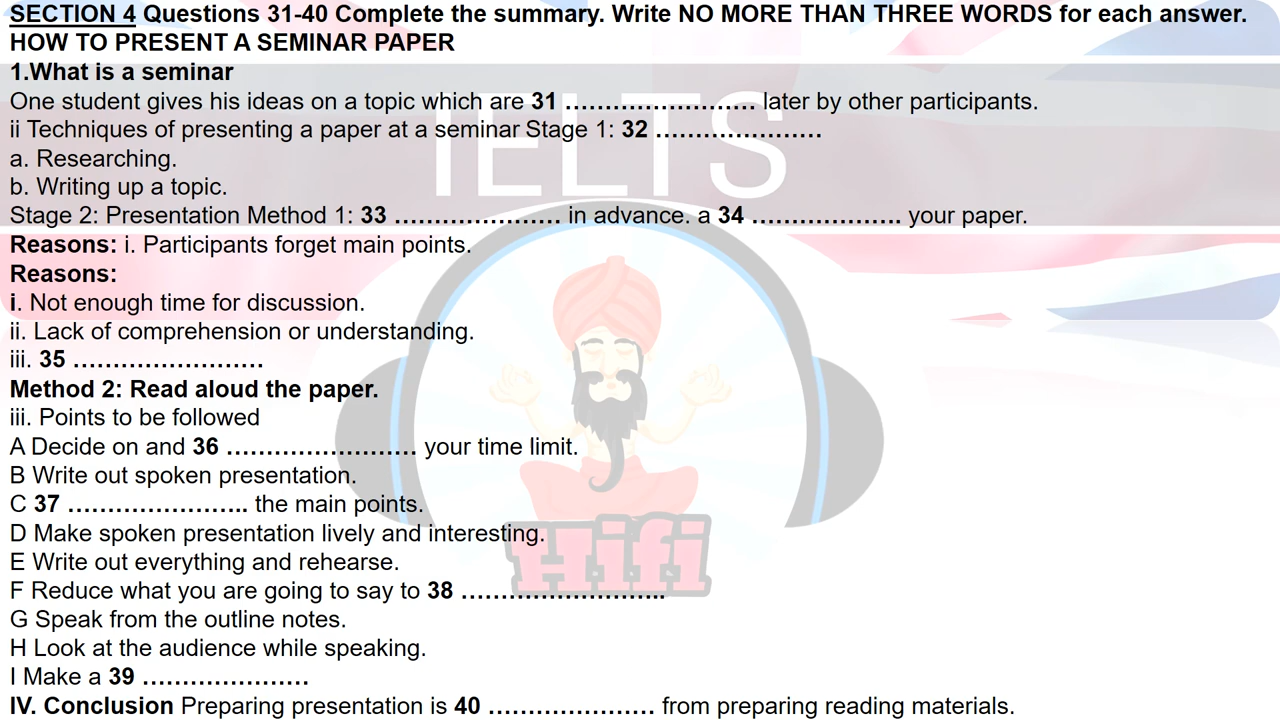 SECTION 4 Questions 31-40 Complete the summary. Write NO MORE THAN THREE WORDS for each answer.
HOW TO PRESENT A SEMINAR PAPER
1.What is a seminar
One student gives his ideas on a topic which are 31 …………………….. later by other participants.
ii Techniques of presenting a paper at a seminar Stage 1: 32 …………………
a. Researching.
b. Writing up a topic.
Stage 2: Presentation Method 1: 33 ………………… in advance. a 34 ………………. your paper.
Reasons: i. Participants forget main points.
Reasons:
i. Not enough time for discussion.
ii. Lack of comprehension or understanding.
iii. 35 ……………………
Method 2: Read aloud the paper.
iii. Points to be followed
A Decide on and 36 …………………… your time limit.
B Write out spoken presentation.
C 37 ………………….. the main points.
D Make spoken presentation lively and interesting.
E Write out everything and rehearse.
F Reduce what you are going to say to 38 ……………………..
G Speak from the outline notes.
H Look at the audience while speaking.
I Make a 39 …………………
IV. Conclusion Preparing presentation is 40 ………………… from preparing reading materials.
IELTS
Hifi